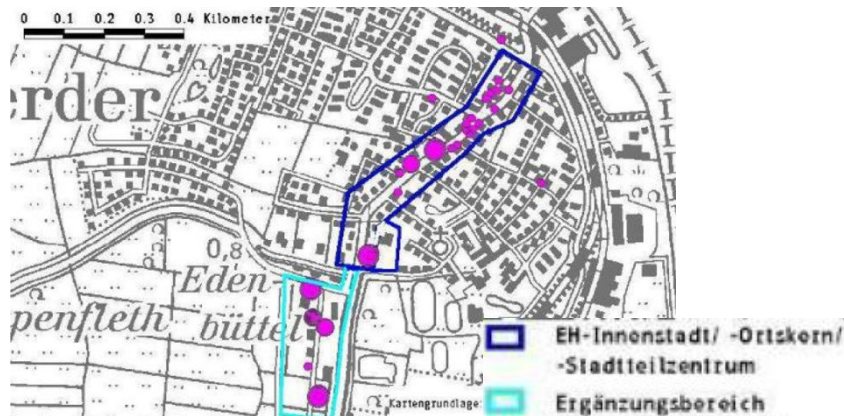 0 0.1 0.2 0.3 0.4 Kilometer
erder
0,8
Eden
büttel
penfleth
Kartengrundlage:
EH-Innenstadt/ -Ortskern/
-Stadtteilzentrum
Ergänzungsbereich